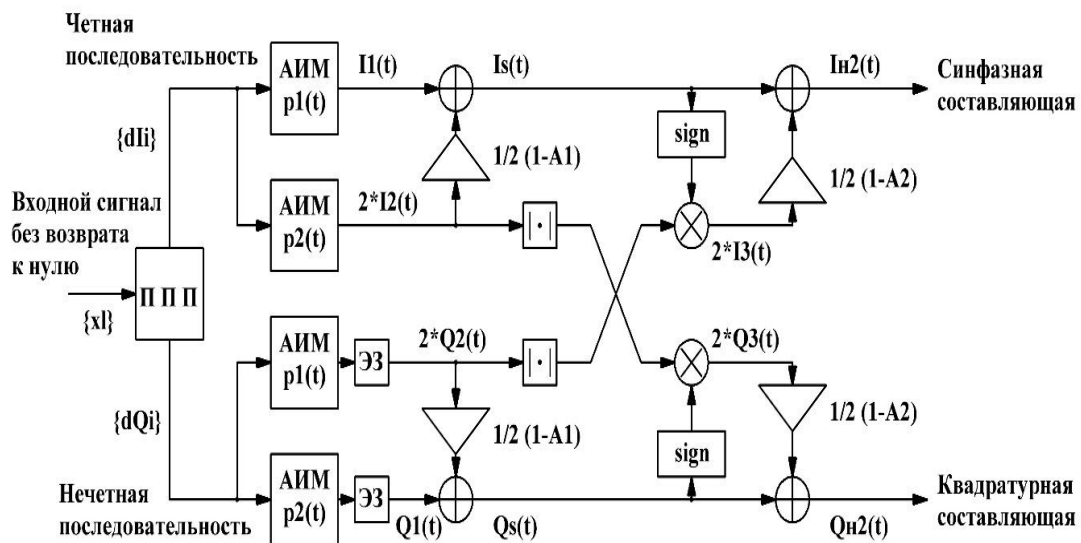 Четная
последовательность
АИМ
p1(t)
I1(t)
Is(t)
Iн2(t)
Синфазная
составляющая
{dIi}
sign
1/2 (1-A1)
1/2 (1-A2)
Входной сигнал
без возврата
к нулю
АИМ
p2(t)
2*I2(t)
|·|
2*I3(t)
П П П
{xl}
АИМ
p1(t)
ЭЗ
2*Q2(t)
|·|
2*Q3(t)
{dQi}
1/2 (1-A1)
sign
1/2 (1-A2)
Нечетная
последовательность
АИМ
p2(t)
ЭЗ
Q1(t)
Qs(t)
Qн2(t)
Квадратурная
составляющая